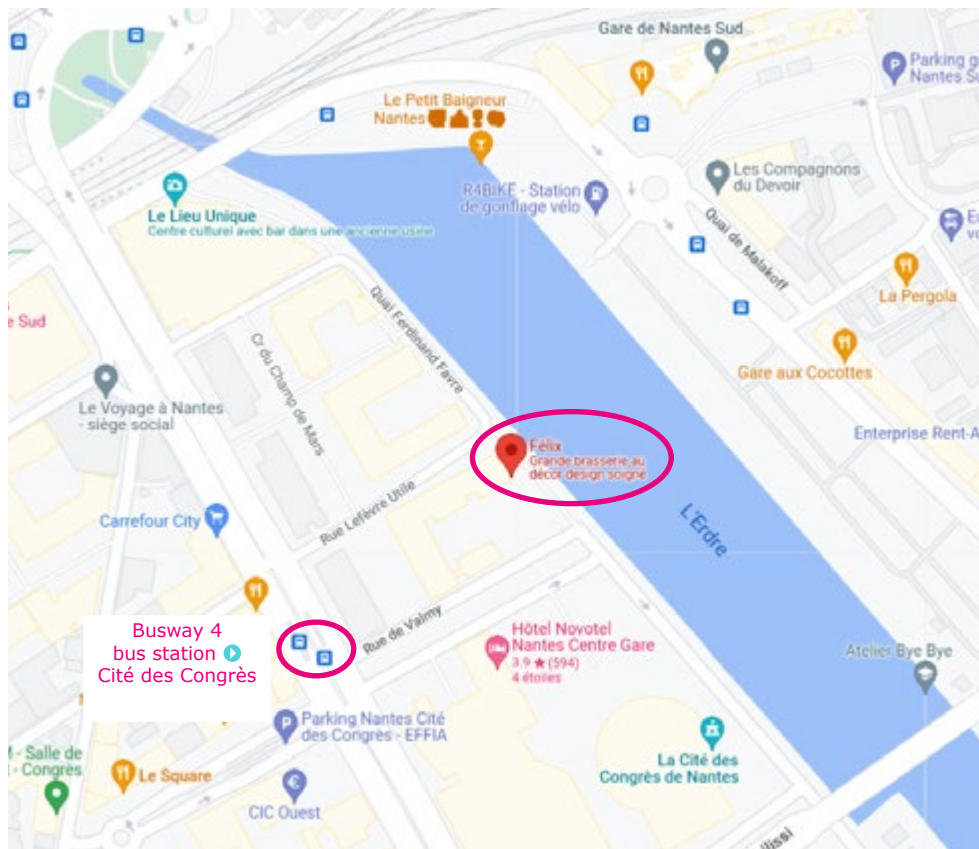 Gare de Nantes Sud
Parking g
Nantes Su
Le Petit Baigneur
Nantes
Les Compagnons
du Devoir
R4BIKE - Station
de gonflage vélo
Le Lieu Unique
Centre culturel avec bar dans une ancienne usine
Quai de Malakoff
La Pergola
e Sud
Quai Ferdinand Favre
Cr du Champ de Mars
Gare aux Cocottes
Le Voyage à Nantes
- siège social
Enterprise Rent-A
Félix
Grande brasserie au
décor design soigné
Rue Lefèvre Utile
L'Erdre
Carrefour City
Busway 4
bus station
Cité des Congrès
Rue de Valmy
Hôtel Novotel
Nantes Centre Gare
3.9 ★ (594)
4 étoiles
Atelier Bye Bye
Parking Nantes Cité
des Congrès - EFFIA
M - Salle de
t - Congrès
Le Square
La Cité des
Congrès de Nantes
CIC Ouest
llissi